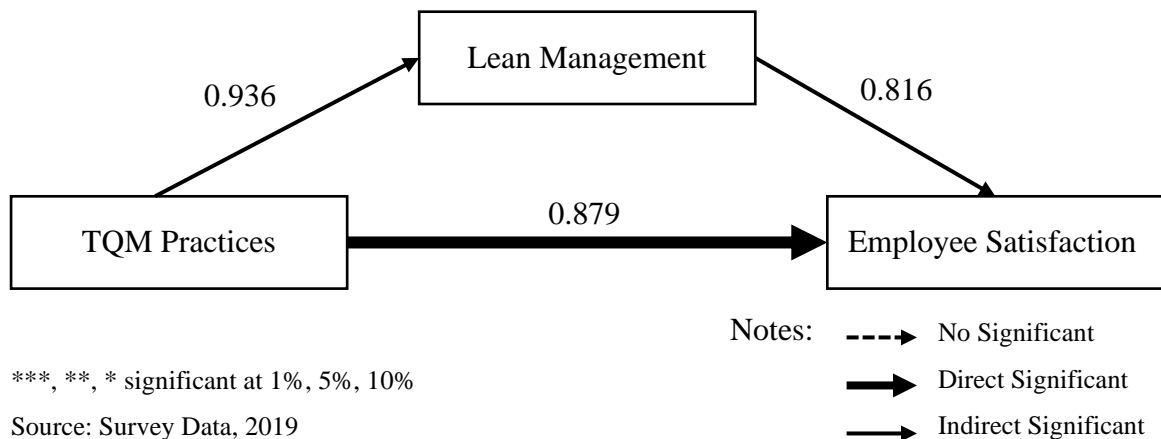 Lean Management
0.936
0.816
0.879
TQM Practices
Employee Satisfaction
Notes:
No Significant
***, **, * significant at 1%, 5%, 10%
Direct Significant
Source: Survey Data, 2019
Indirect Significant